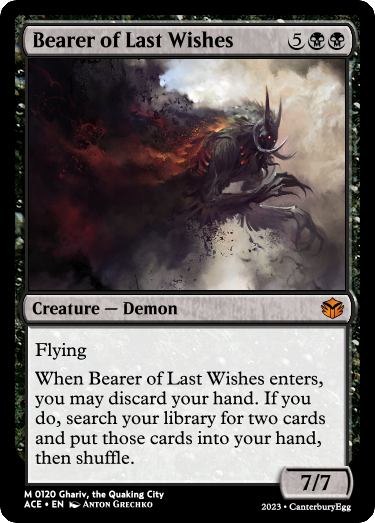 Bearer of Last Wishes 5
Creature — Demon
Flying
When Bearer of Last Wishes enters,
you may discard your hand. If you
do, search your library for two cards
and put those cards into your hand,
then shuffle.
7/7
M 0120 Ghariv, the Quaking City
ACE • EN Anton Grechko
2023 • CanterburyEgg